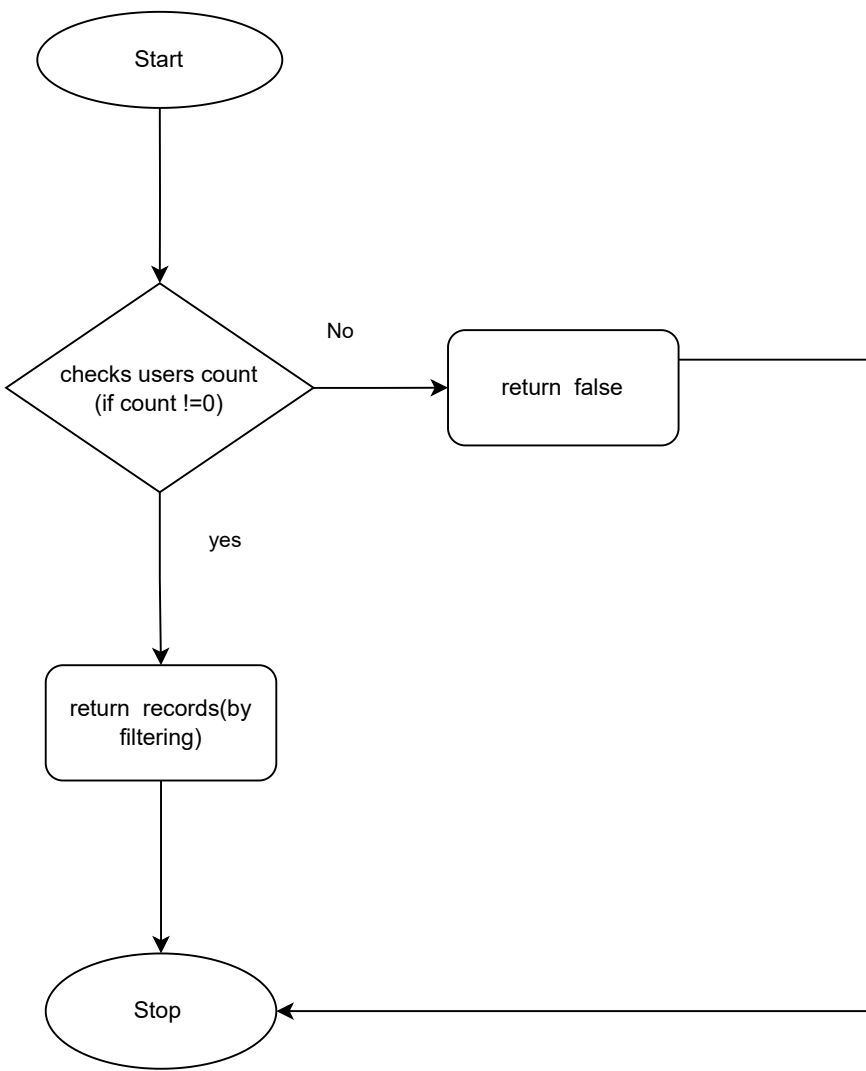 Start
checks users count
(if count !=0)
No
return  false
yes
return  records(by
filtering)
Stop